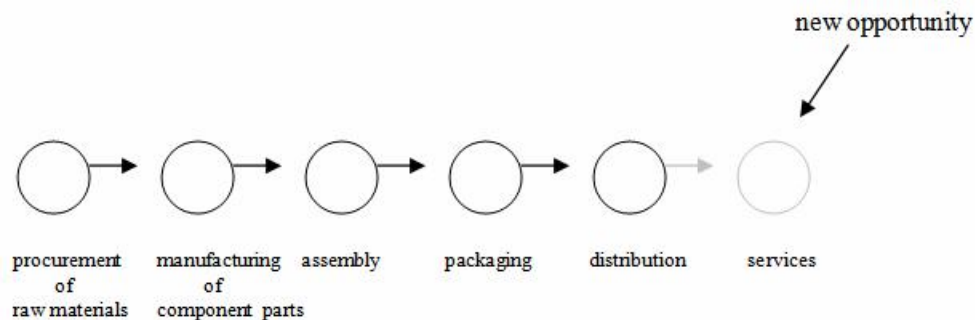 new opportunity
procurement
of
raw materials
manufacturing
of
component parts
assembly
packaging
distribution
services